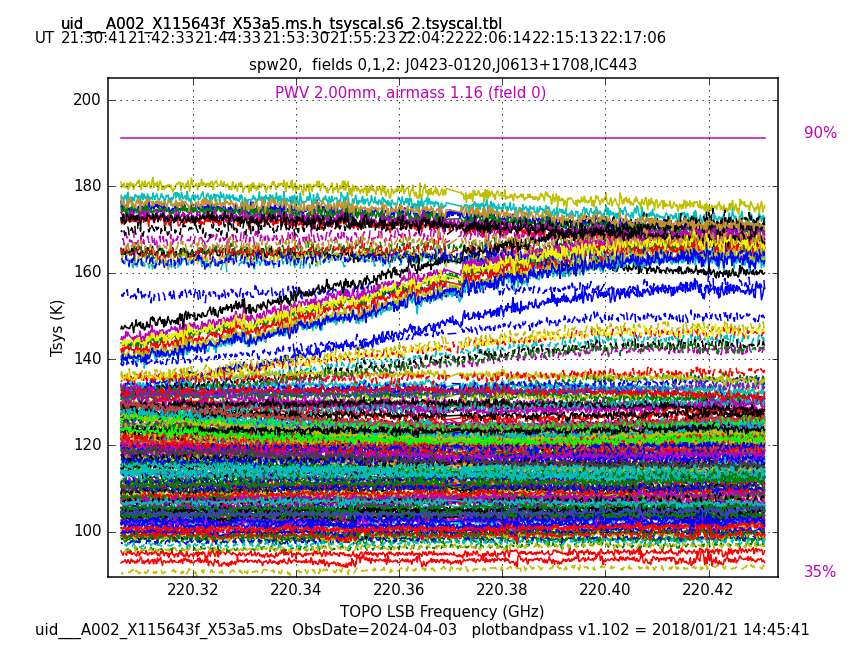 uid___A002_X115643f_X53a5.ms.h_tsyscal.s6_2.tsyscal.tbl
UT 21:30:41 21:42:33 21:44:33 21:53:30 21:55:23 22:04:22 22:06:14 22:15:13 22:17:06
spw20,  fields 0,1,2: J0423-0120,J0613+1708,IC443
PWV 2.00mm, airmass 1.16 (field 0)
200
90%
180
160
Tsys (K)
140
120
100
35%
220.32 220.34 220.36 220.38 220.40 220.42
TOPO LSB Frequency (GHz)
uid___A002_X115643f_X53a5.ms  ObsDate=2024-04-03   plotbandpass v1.102 = 2018/01/21 14:45:41